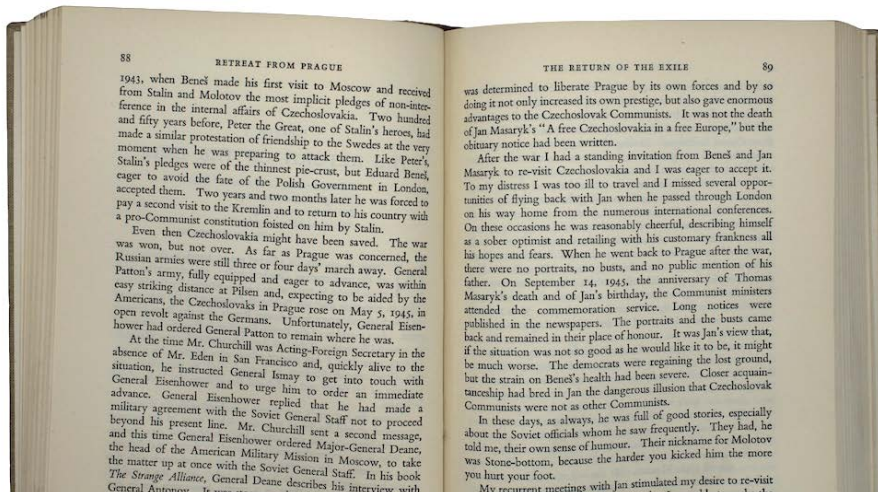 88
RETREAT FROM PRAGUE
1943, when Beneš made his first visit to Moscow and received
from Stalin and Molotov the most implicit pledges of non-inter-
ference in the internal affairs of Czechoslovakia. Two hundred
and fifty years before, Peter the Great, one of Stalin's heroes, had
made a similar protestation of friendship to the Swedes at the very
moment when he was preparing to attack them. Like Peter's,
Stalin's pledges were of the thinnest pie-crust, but Eduard Beneš,
eager to avoid the fate of the Polish Government in London,
accepted them. Two years and two months later he was forced to
pay a second visit to the Kremlin and to return to his country with
a pro-Communist constitution foisted on him by Stalin.
Even then Czechoslovakia might have been saved. The war
was won, but not over. As far as Prague was concerned, the
Russian armies were still three or four days' march away. General
Patton's army, fully equipped and eager to advance, was within
easy striking distance at Pilsen and, expecting to be aided by the
Americans, the Czechoslovaks in Prague rose on May 5, 1945, in
open revolt against the Germans. Unfortunately, General Eisen-
hower had ordered General Patton to remain where he was.
At the time Mr. Churchill was Acting-Foreign Secretary in the
absence of Mr. Eden in San Francisco and, quickly alive to the
situation, he instructed General Ismay to get into touch with
General Eisenhower and to urge him to order an immediate
advance. General Eisenhower replied that he had made a
military agreement with the Soviet General Staff not to proceed
beyond his present line. Mr. Churchill sent a second message,
and this time General Eisenhower ordered Major-General Deane,
the head of the American Military Mission in Moscow, to take
the matter up at once with the Soviet General Staff. In his book
The Strange Alliance, General Deane describes his interview with
General Antonov. It was
THE RETURN OF THE EXILE
89
was determined to liberate Prague by its own forces and by so
doing it not only increased its own prestige, but also gave enormous
advantages to the Czechoslovak Communists. It was not the death
of Jan Masaryk's "A free Czechoslovakia in a free Europe," but the
obituary notice had been written.
After the war I had a standing invitation from Beneš and Jan
Masaryk to re-visit Czechoslovakia and I was eager to accept it.
To my distress I was too ill to travel and I missed several oppor-
tunities of flying back with Jan when he passed through London
on his way home from the numerous international conferences.
On these occasions he was reasonably cheerful, describing himself
as a sober optimist and retailing with his customary frankness all
his hopes and fears. When he went back to Prague after the war,
there were no portraits, no busts, and no public mention of his
father. On September 14, 1945, the anniversary of Thomas
Masaryk's death and of Jan's birthday, the Communist ministers
attended the commemoration service. Long notices were
published in the newspapers. The portraits and the busts came
back and remained in their place of honour. It was Jan's view that,
if the situation was not so good as he would like it to be, it might
be much worse. The democrats were regaining the lost ground,
but the strain on Beneš's health had been severe. Closer acquain-
tanceship had bred in Jan the dangerous illusion that Czechoslovak
Communists were not as other Communists.
In these days, as always, he was full of good stories, especially
about the Soviet officials whom he saw frequently. They had, he
told me, their own sense of humour. Their nickname for Molotov
was Stone-bottom, because the harder you kicked him the more
you hurt your foot.
My recurrent meetings with Jan stimulated my desire to re-visit